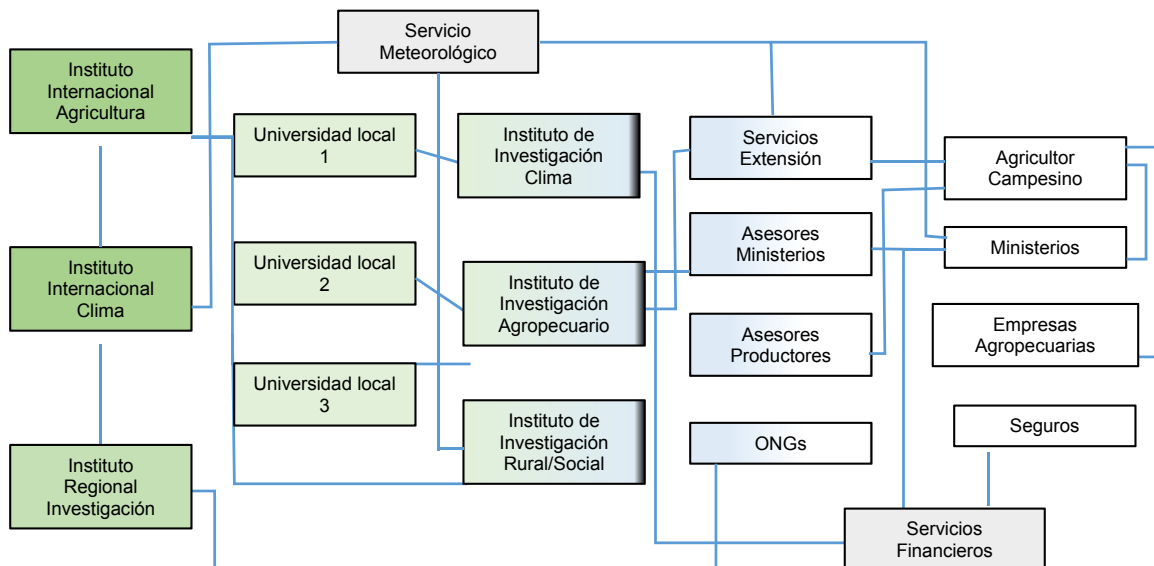 Servicio
Meteorológico
Instituto
Internacional
Agricultura
Universidad local
1
Instituto de
Investigación
Clima
Servicios
Extensión
Agricultor
Campesino
Instituto
Internacional
Clima
Universidad local
2
Instituto de
Investigación
Agropecuario
Asesores
Ministerios
Ministerios
Asesores
Productores
Empresas
Agropecuarias
Universidad local
3
Instituto de
Investigación
Rural/Social
ONGs
Seguros
Instituto
Regional
Investigación
Servicios
Financieros